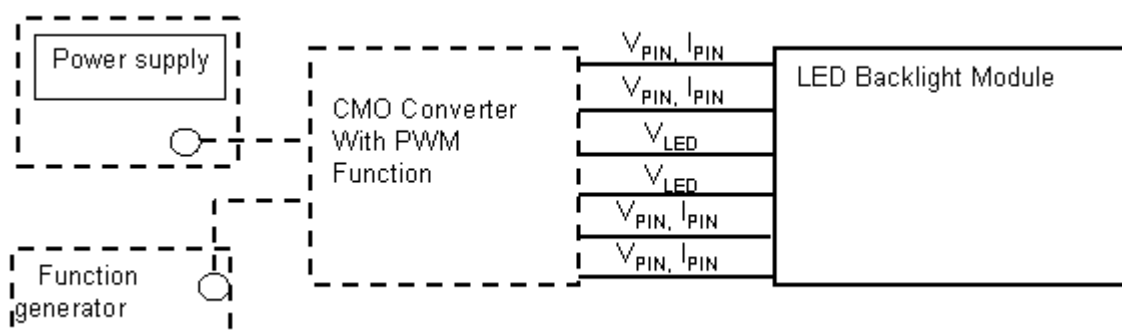 Power supply
CMO Converter
With PWM
Function
Function
generator
VPIN, IPIN
VPIN, IPIN
VLED
VLED
VPIN, IPIN
VPIN, IPIN
LED Backlight Module